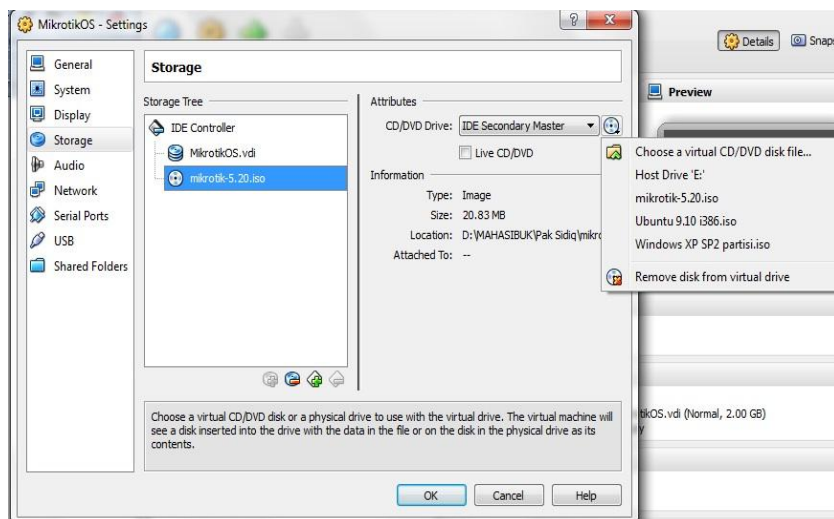 MikrotikOS - Settings
General
System
Display
Storage
Audio
Network
Serial Ports
USB
Shared Folders
Storage
Storage Tree
IDE Controller
MikrotikOS.vdi
mikrotik-5.20.iso
Attributes
CD/DVD Drive: IDE Secondary Master
Live CD/DVD
Information
Type: Image
Size: 20.83 MB
Location: D:\MAHASIBUK\Pak Sidiq\mikro
Attached To: --
Choose a virtual CD/DVD disk or a physical drive to use with the virtual drive. The virtual machine will
see a disk inserted into the drive with the data in the file or on the disk in the physical drive as its
contents.
OK Cancel Help
Details Snaps
Preview
Choose a virtual CD/DVD disk file...
Host Drive 'E:'
mikrotik-5.20.iso
Ubuntu 9.10 i386.iso
Windows XP SP2 partisi.iso
Remove disk from virtual drive
tikOS.vdi (Normal, 2.00 GB)
y